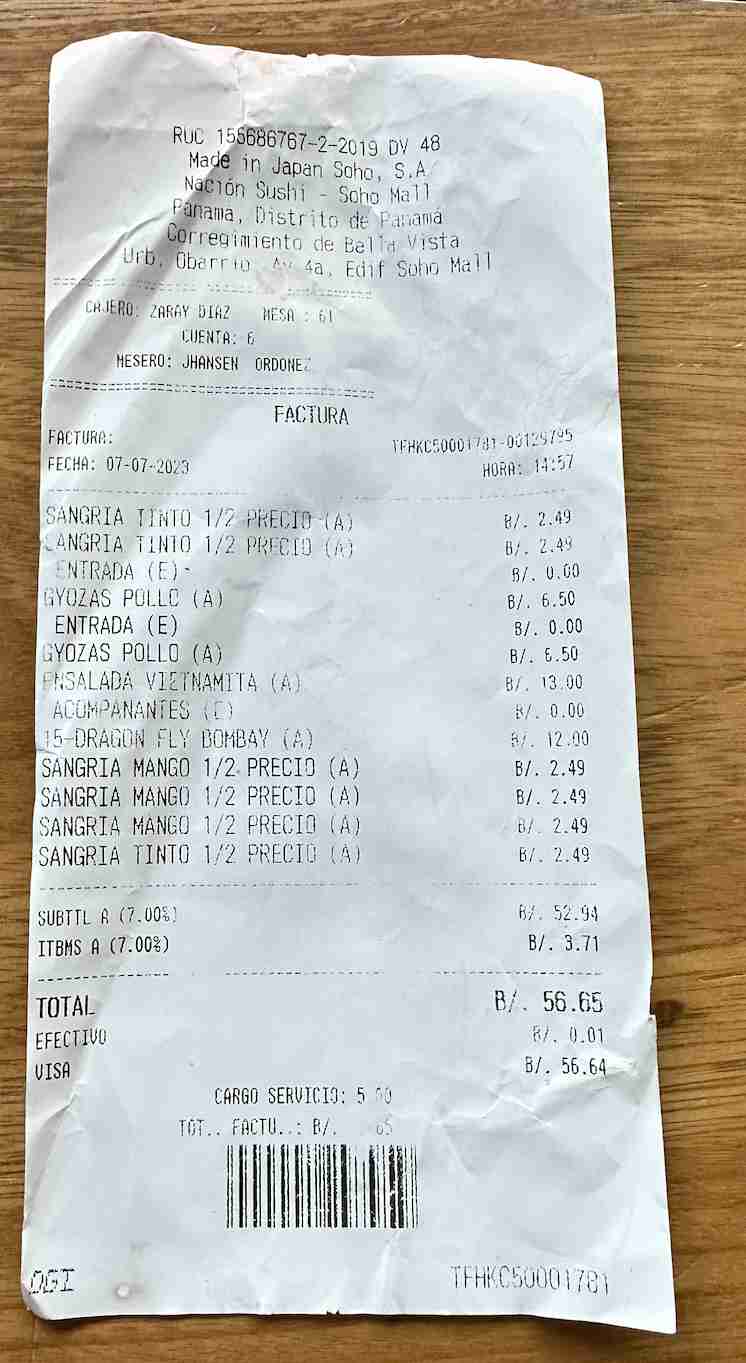 RUC 155686767-2-2019 DV 48
Made in Japan Soho, S.A
Nación Sushi - Soho Mall
Panama, Distrito de Panamá
Corregimiento de Bella Vista
Urb. Obarrio, Av 4a, Edif Soho Mall
CAJERO: ZARAY DIAZ MESA : 61
CUENTA: 6
MESERO: JHANSEN ORDONEZ
FACTURA
FACTURA: TFHKC50001781-00129795
FECHA: 07-07-2023 HORA: 14:57
SANGRIA TINTO 1/2 PRECIO (A) B/. 2.49
SANGRIA TINTO 1/2 PRECIO (A) B/. 2.49
ENTRADA (E) B/. 0.00
GYOZAS POLLO (A) B/. 6.50
ENTRADA (E) B/. 0.00
GYOZAS POLLO (A) B/. 6.50
ENSALADA VIETNAMITA (A) B/. 13.00
ACOMPANANTES (E) B/. 0.00
15-DRAGON FLY BOMBAY (A) B/. 12.00
SANGRIA MANGO 1/2 PRECIO (A) B/. 2.49
SANGRIA MANGO 1/2 PRECIO (A) B/. 2.49
SANGRIA MANGO 1/2 PRECIO (A) B/. 2.49
SANGRIA TINTO 1/2 PRECIO (A) B/. 2.49
SUBTTL A (7.00%) B/. 52.94
ITBMS A (7.00%) B/. 3.71
TOTAL B/. 56.65
EFECTIVO B/. 0.01
VISA B/. 56.64
CARGO SERVICIO: 5
TOT.. FACTU..: B/. 65
DGI TFHKC50001781